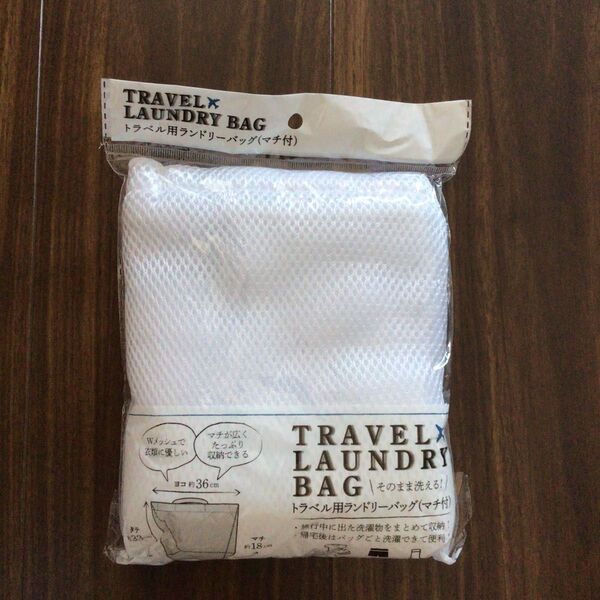 TRAVEL
LAUNDRY BAG
トラベル用ランドリーバッグ(マチ付)
Wメッシュで
衣類に優しい
マチが広く
たっぷり
収納できる
ヨコ 約36cm
タテ
マチ
約18cm
TRAVEL
LAUNDRY
BAG
\そのまま洗える!
トラベル用ランドリーバッグ(マチ付)
・旅行中に出た洗濯物をまとめて収納
・帰宅後はバッグごと洗濯できて便利